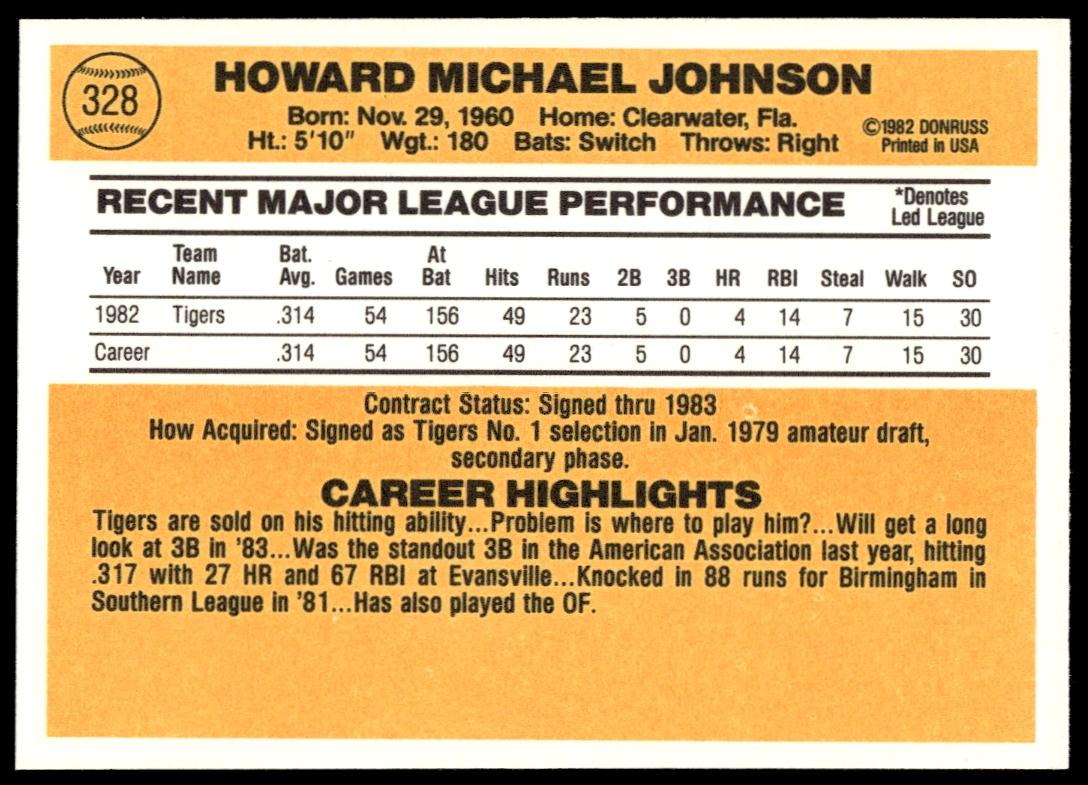 328
HOWARD MICHAEL JOHNSON
Born: Nov. 29, 1960 Home: Clearwater, Fla.
Ht.: 5'10" Wgt.: 180 Bats: Switch Throws: Right
©1982 DONRUSS
Printed in USA
RECENT MAJOR LEAGUE PERFORMANCE
*Denotes
Led League
Year Team Name Bat. Avg. Games At Bat Hits Runs 2B 3B HR RBI Steal Walk SO
1982 Tigers .314 54 156 49 23 5 0 4 14 7 15 30
Career .314 54 156 49 23 5 0 4 14 7 15 30
Contract Status: Signed thru 1983
How Acquired: Signed as Tigers No. 1 selection in Jan. 1979 amateur draft,
secondary phase.
CAREER HIGHLIGHTS
Tigers are sold on his hitting ability...Problem is where to play him?...Will get a long
look at 3B in '83...Was the standout 3B in the American Association last year, hitting
.317 with 27 HR and 67 RBI at Evansville...Knocked in 88 runs for Birmingham in
Southern League in '81...Has also played the OF.